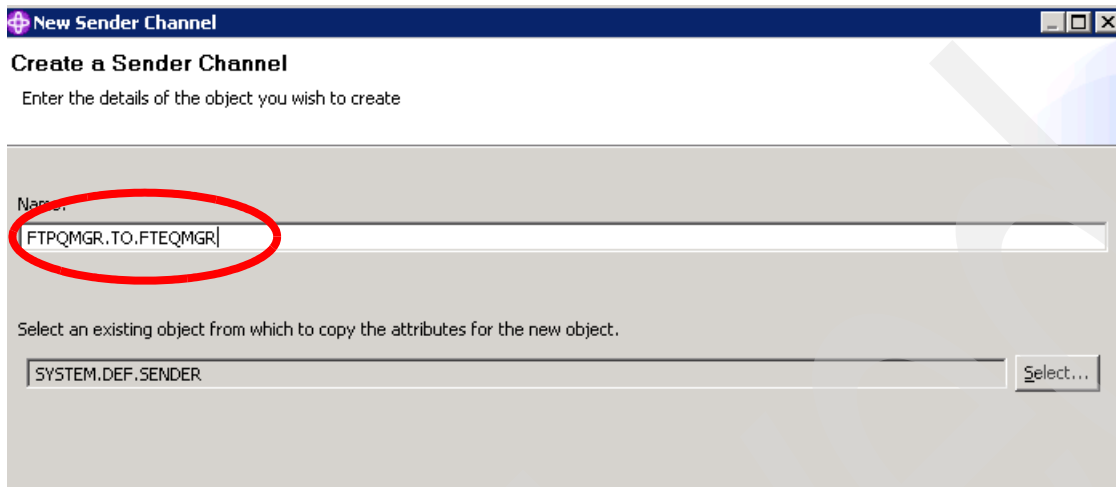 New Sender Channel
Create a Sender Channel
Enter the details of the object you wish to create
Name:
FTPQMGR.TO.FTEQMGR
Select an existing object from which to copy the attributes for the new object.
SYSTEM.DEF.SENDER
Select...